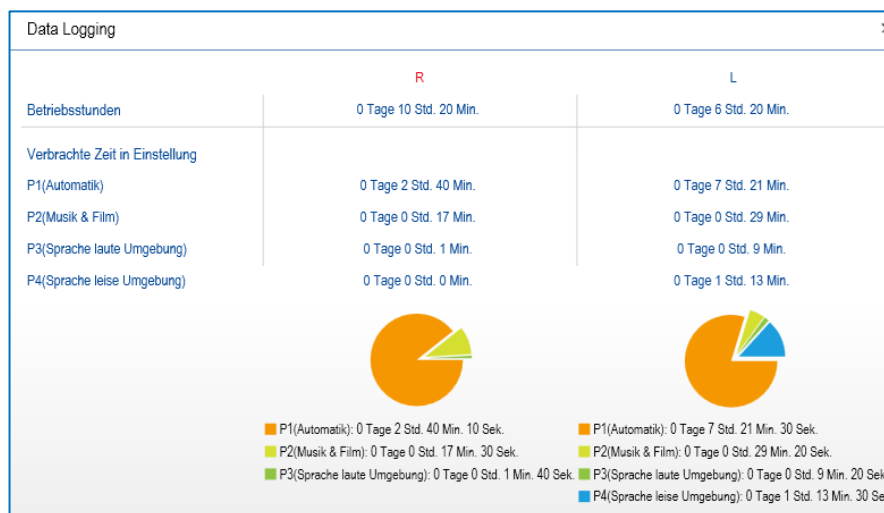 Data Logging
R L
Betriebsstunden 0 Tage 10 Std. 20 Min. 0 Tage 6 Std. 20 Min.
Verbrachte Zeit in Einstellung
P1(Automatik) 0 Tage 2 Std. 40 Min. 0 Tage 7 Std. 21 Min.
P2(Musik & Film) 0 Tage 0 Std. 17 Min. 0 Tage 0 Std. 29 Min.
P3(Sprache laute Umgebung) 0 Tage 0 Std. 1 Min. 0 Tage 0 Std. 9 Min.
P4(Sprache leise Umgebung) 0 Tage 0 Std. 0 Min. 0 Tage 1 Std. 13 Min.
P1(Automatik): 0 Tage 2 Std. 40 Min. 10 Sek. P1(Automatik): 0 Tage 7 Std. 21 Min. 30 Sek.
P2(Musik & Film): 0 Tage 0 Std. 17 Min. 30 Sek. P2(Musik & Film): 0 Tage 0 Std. 29 Min. 20 Sek.
P3(Sprache laute Umgebung): 0 Tage 0 Std. 1 Min. 40 Sek. P3(Sprache laute Umgebung): 0 Tage 0 Std. 9 Min. 20 Sek
P4(Sprache leise Umgebung): 0 Tage 1 Std. 13 Min. 30 Se